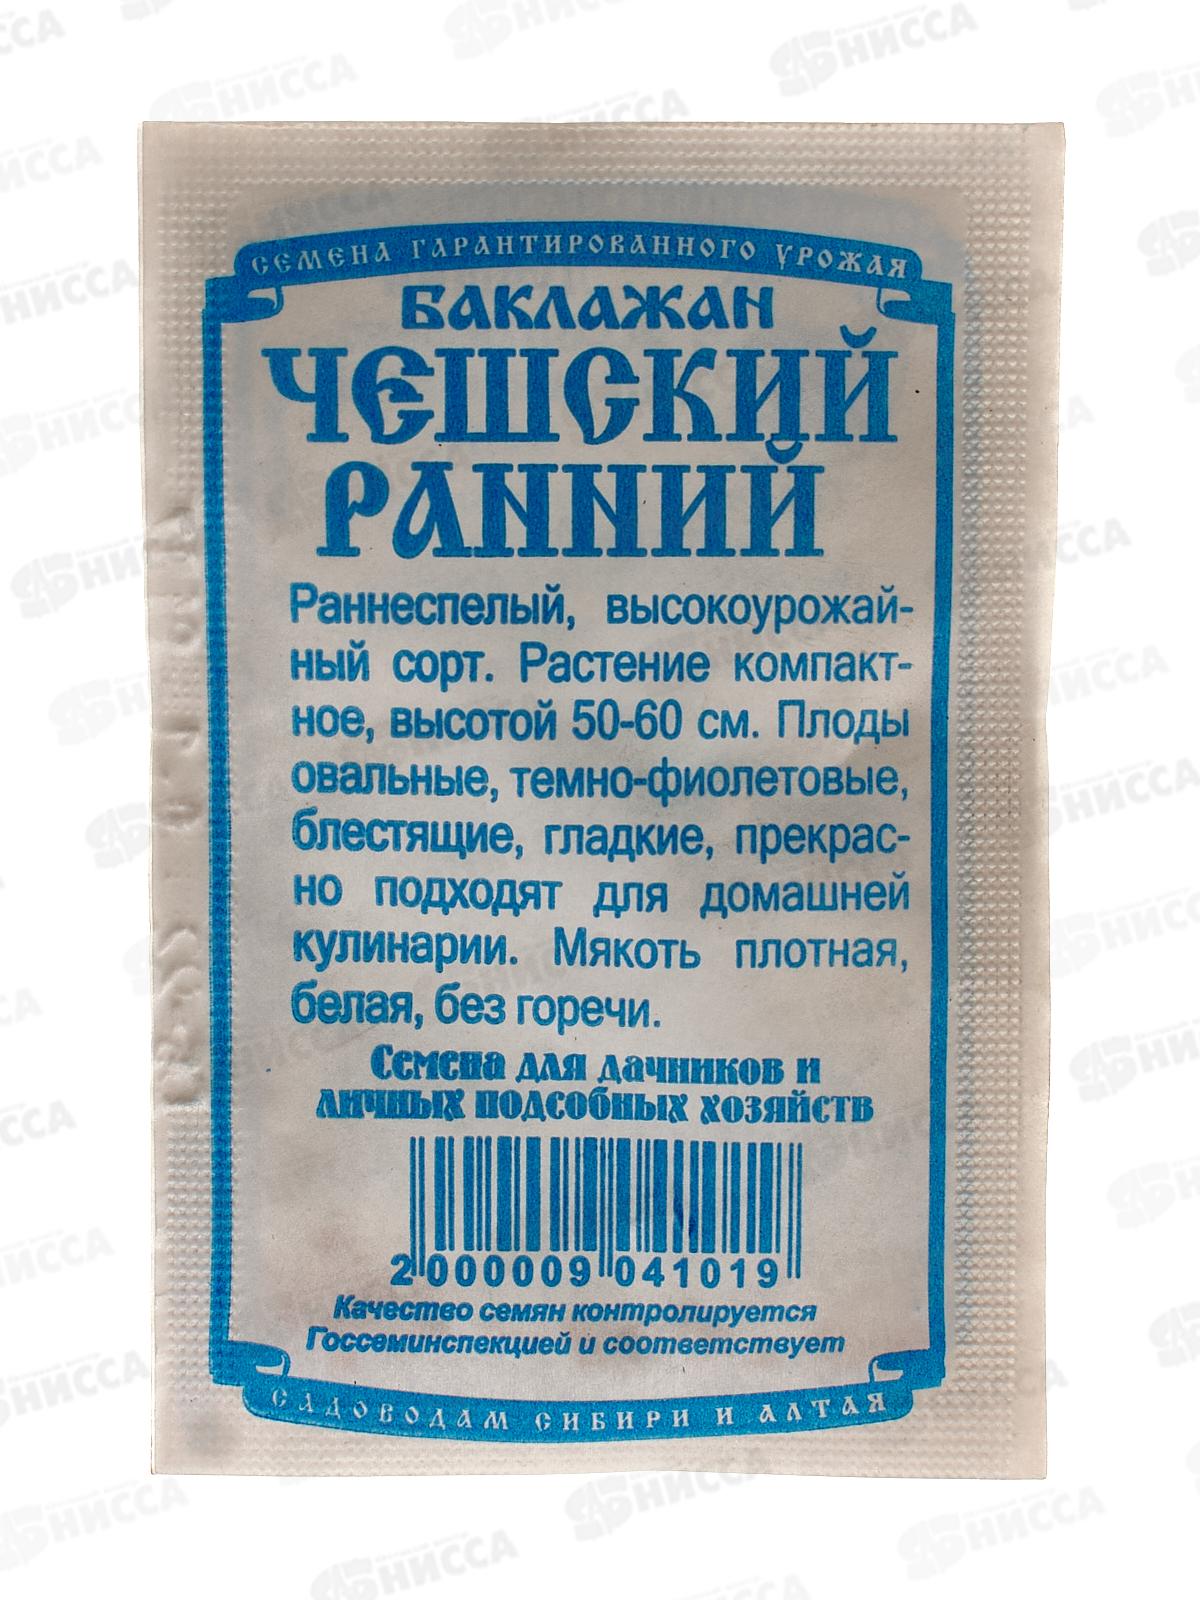 СЕМЕНА ГАРАНТИРОВАННОГО УРОЖАЯ
БАКЛАЖАН
ЧЕШСКИЙ
РАННИЙ
Раннеспелый, высокоурожай-
ный сорт. Растение компакт-
ное, высотой 50-60 см. Плоды
овальные, темно-фиолетовые,
блестящие, гладкие, прекрас-
но подходят для домашней
кулинарии. Мякоть плотная,
белая, без горечи.
Семена для дачников и
личных подсобных хозяйств
2 000009 041019
Качество семян контролируется
Госсеминспекцией и соответствует
САДОВОДАМ СИБИРИ И АЛТАЯ